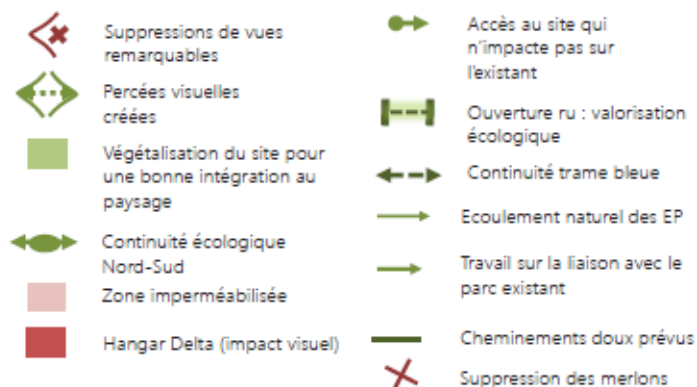 Suppressions de vues
remarquables
Percées visuelles
créées
Végétalisation du site pour
une bonne intégration au
paysage
Continuité écologique
Nord-Sud
Zone imperméabilisée
Hangar Delta (impact visuel)
Accès au site qui
n'impacte pas sur
l'existant
Ouverture ru : valorisation
écologique
Continuité trame bleue
Ecoulement naturel des EP
Travail sur la liaison avec le
parc existant
Cheminements doux prévus
Suppression des merlons